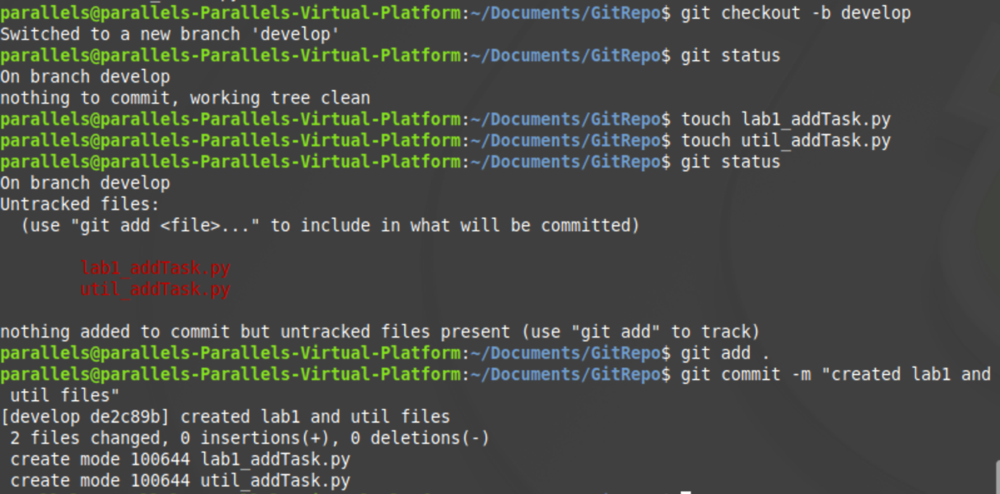 parallels@parallels-Parallels-Virtual-Platform:~/Documents/GitRepo$ git checkout -b develop
Switched to a new branch 'develop'
parallels@parallels-Parallels-Virtual-Platform:~/Documents/GitRepo$ git status
On branch develop
nothing to commit, working tree clean
parallels@parallels-Parallels-Virtual-Platform:~/Documents/GitRepo$ touch lab1_addTask.py
parallels@parallels-Parallels-Virtual-Platform:~/Documents/GitRepo$ touch util_addTask.py
parallels@parallels-Parallels-Virtual-Platform:~/Documents/GitRepo$ git status
On branch develop
Untracked files:
  (use "git add <file>..." to include in what will be committed)
        lab1_addTask.py
        util_addTask.py
nothing added to commit but untracked files present (use "git add" to track)
parallels@parallels-Parallels-Virtual-Platform:~/Documents/GitRepo$ git add .
parallels@parallels-Parallels-Virtual-Platform:~/Documents/GitRepo$ git commit -m "created lab1 and
 util files"
[develop de2c89b] created lab1 and util files
 2 files changed, 0 insertions(+), 0 deletions(-)
 create mode 100644 lab1_addTask.py
 create mode 100644 util_addTask.py